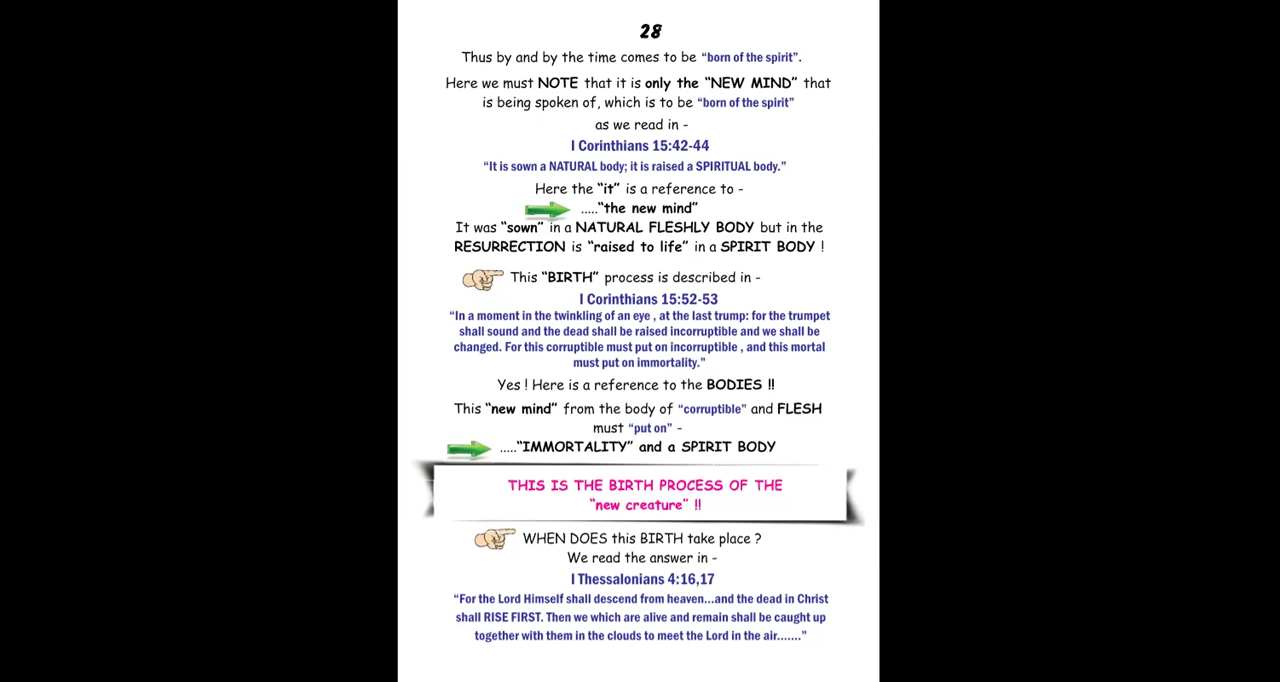 28
Thus by and by the time comes to be “born of the spirit”.
Here we must NOTE that it is only the “NEW MIND” that
is being spoken of, which is to be “born of the spirit”
as we read in -
I Corinthians 15:42-44
“It is sown a NATURAL body; it is raised a SPIRITUAL body.”
Here the “it” is a reference to -
.....“the new mind”
It was “sown” in a NATURAL FLESHLY BODY but in the
RESURRECTION is “raised to life” in a SPIRIT BODY !
This “BIRTH” process is described in -
I Corinthians 15:52-53
“In a moment in the twinkling of an eye , at the last trump: for the trumpet
shall sound and the dead shall be raised incorruptible and we shall be
changed. For this corruptible must put on incorruptible , and this mortal
must put on immortality.”
Yes ! Here is a reference to the BODIES !!
This “new mind” from the body of “corruptible” and FLESH
must “put on” -
.....“IMMORTALITY” and a SPIRIT BODY
THIS IS THE BIRTH PROCESS OF THE
“new creature” !!
WHEN DOES this BIRTH take place ?
We read the answer in -
I Thessalonians 4:16,17
“For the Lord Himself shall descend from heaven...and the dead in Christ
shall RISE FIRST. Then we which are alive and remain shall be caught up
together with them in the clouds to meet the Lord in the air.......”